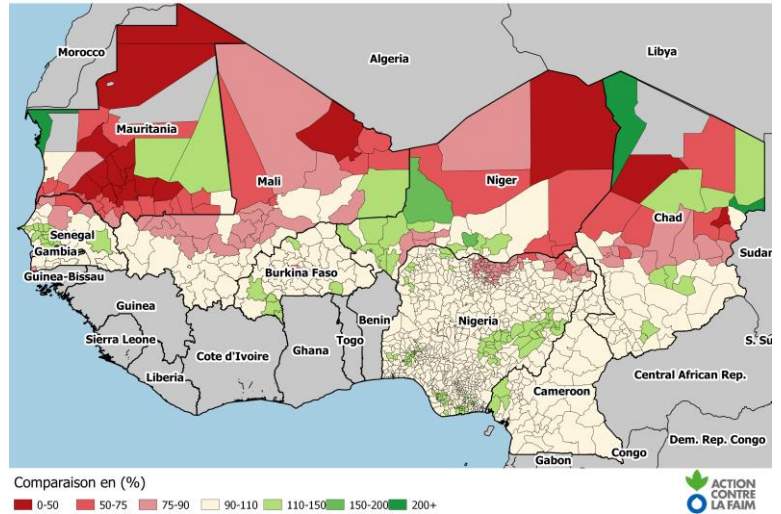 Morocco
Algeria
Libya
Mauritania
Mali
Niger
Chad
Senegal
Gambia
Guinea-Bissau
Burkina Faso
Sudan
Guinea
Benin
Nigeria
Sierra Leone
Cote d'Ivoire
Ghana
Togo
S. Su
Liberia
Central African Rep.
Cameroon
Congo
Dem. Rep. Congo
Gabon
Comparaison en (%)
0-50 50-75 75-90 90-110 110-150 150-200 200+
ACTION
CONTRE
LA FAIM